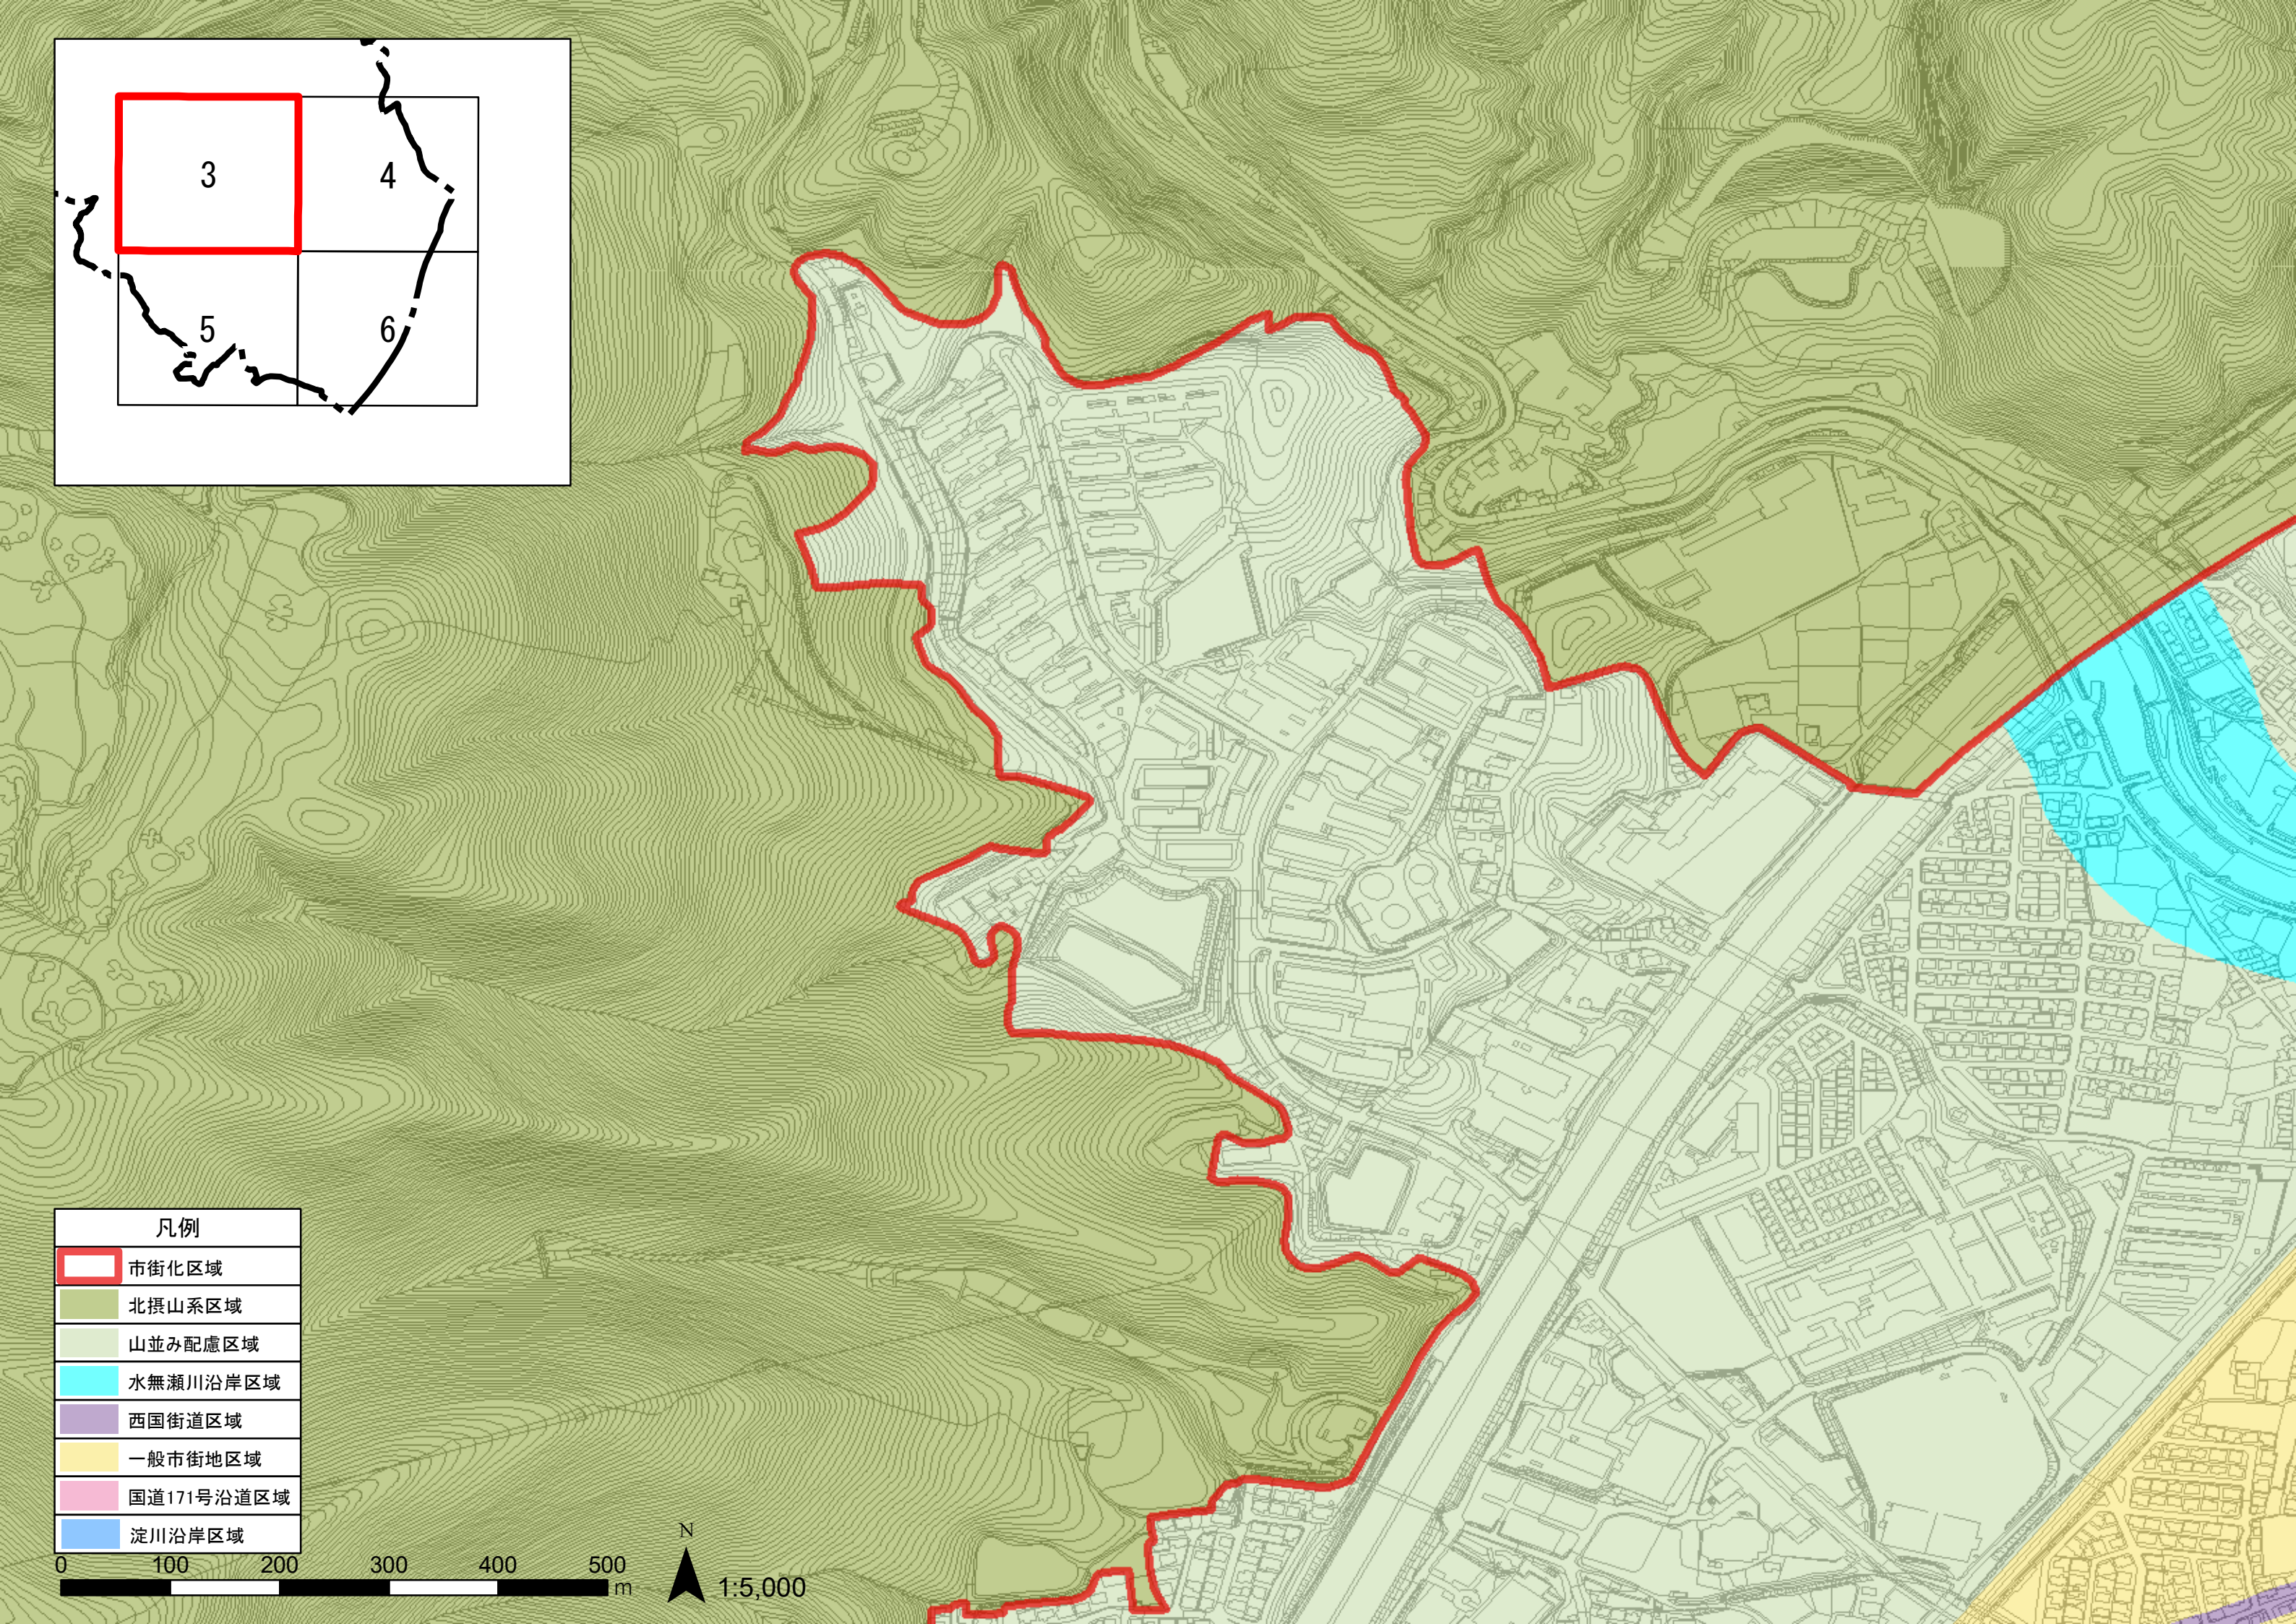 3
4
5
6
凡例
市街化区域
北摂山系区域
山並み配慮区域
水無瀬川沿岸区域
西国街道区域
一般市街地区域
国道171号沿道区域
淀川沿岸区域
0 100 200 300 400 500
m
N
1:5,000